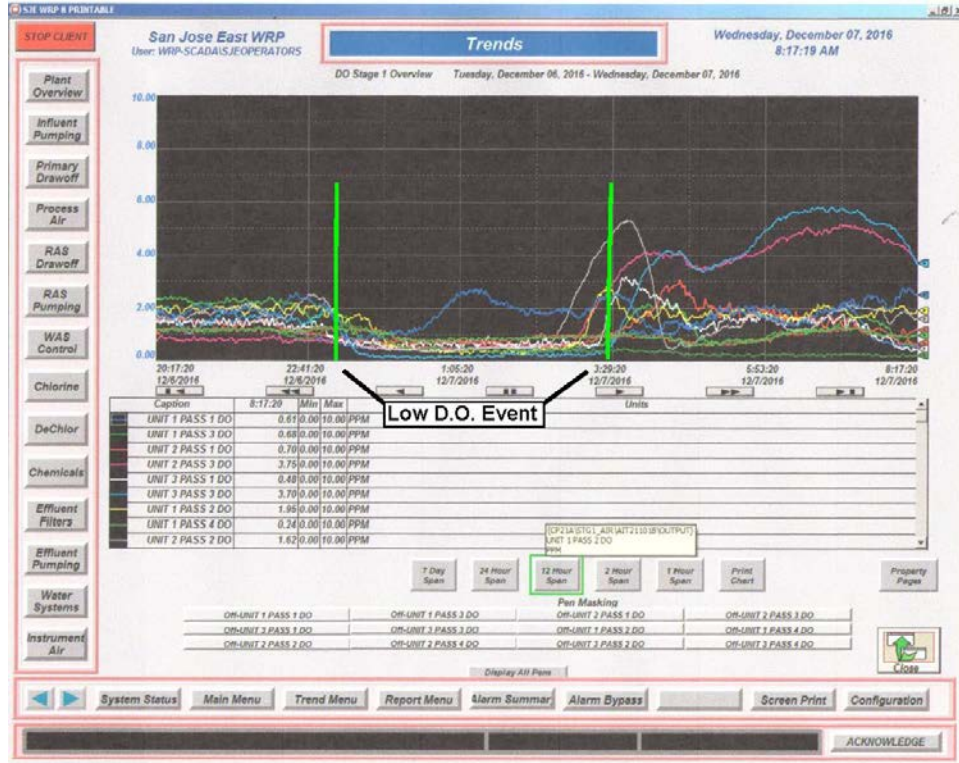 SJE WRP II PRINTABLE
STOP CLIENT
San Jose East WRP
User: WRP-SCADA\SJEOPERATORS
Trends
Wednesday, December 07, 2016
8:17:19 AM
DO Stage 1 Overview Tuesday, December 06, 2016 - Wednesday, December 07, 2016
Plant Overview
Influent Pumping
Primary Drawoff
Process Air
RAS Drawoff
RAS Pumping
WAS Control
Chlorine
DeChlor
Chemicals
Effluent Filters
Effluent Pumping
Water Systems
Instrument Air
10.00
8.00
6.00
4.00
2.00
0.00
20:17:20 22:41:20 1:05:20 3:29:20 5:53:20 8:17:20
12/6/2016 12/6/2016 12/7/2016 12/7/2016 12/7/2016 12/7/2016
Low D.O. Event
Caption 8:17:20 Min Max Units
UNIT 1 PASS 1 DO 0.61 0.00 10.00 PPM
UNIT 1 PASS 3 DO 0.68 0.00 10.00 PPM
UNIT 2 PASS 1 DO 0.70 0.00 10.00 PPM
UNIT 2 PASS 3 DO 3.75 0.00 10.00 PPM
UNIT 3 PASS 1 DO 0.48 0.00 10.00 PPM
UNIT 3 PASS 3 DO 3.70 0.00 10.00 PPM
UNIT 1 PASS 2 DO 1.95 0.00 10.00 PPM
UNIT 1 PASS 4 DO 0.24 0.00 10.00 PPM
UNIT 2 PASS 2 DO 1.62 0.00 10.00 PPM
UNIT 1 PASS 2 DO
PPM
7 Day Span
24 Hour Span
12 Hour Span
2 Hour Span
1 Hour Span
Print Chart
Property Pages
Pen Masking
Off-UNIT 1 PASS 1 DO Off-UNIT 1 PASS 3 DO Off-UNIT 2 PASS 1 DO Off-UNIT 2 PASS 3 DO
Off-UNIT 3 PASS 1 DO Off-UNIT 3 PASS 3 DO Off-UNIT 1 PASS 2 DO Off-UNIT 1 PASS 4 DO
Off-UNIT 2 PASS 2 DO Off-UNIT 2 PASS 4 DO Off-UNIT 3 PASS 2 DO Off-UNIT 3 PASS 4 DO
Display All Pens
Close
System Status Main Menu Trend Menu Report Menu Alarm Summar Alarm Bypass Screen Print Configuration
ACKNOWLEDGE